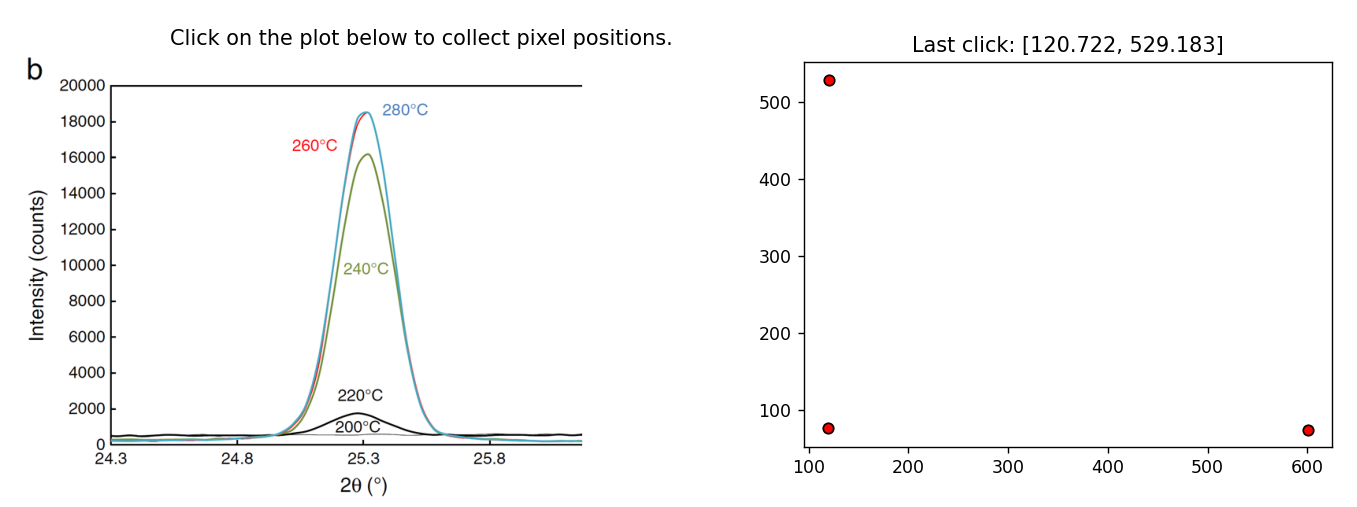 Click on the plot below to collect pixel positions.
b
20000
18000
16000
14000
12000
10000
8000
6000
4000
2000
0
Intensity (counts)
280°C
260°C
240°C
220°C
200°C
24.3 24.8 25.3 25.8
2θ (°)
Last click: [120.722, 529.183]
500
400
300
200
100
100 200 300 400 500 600